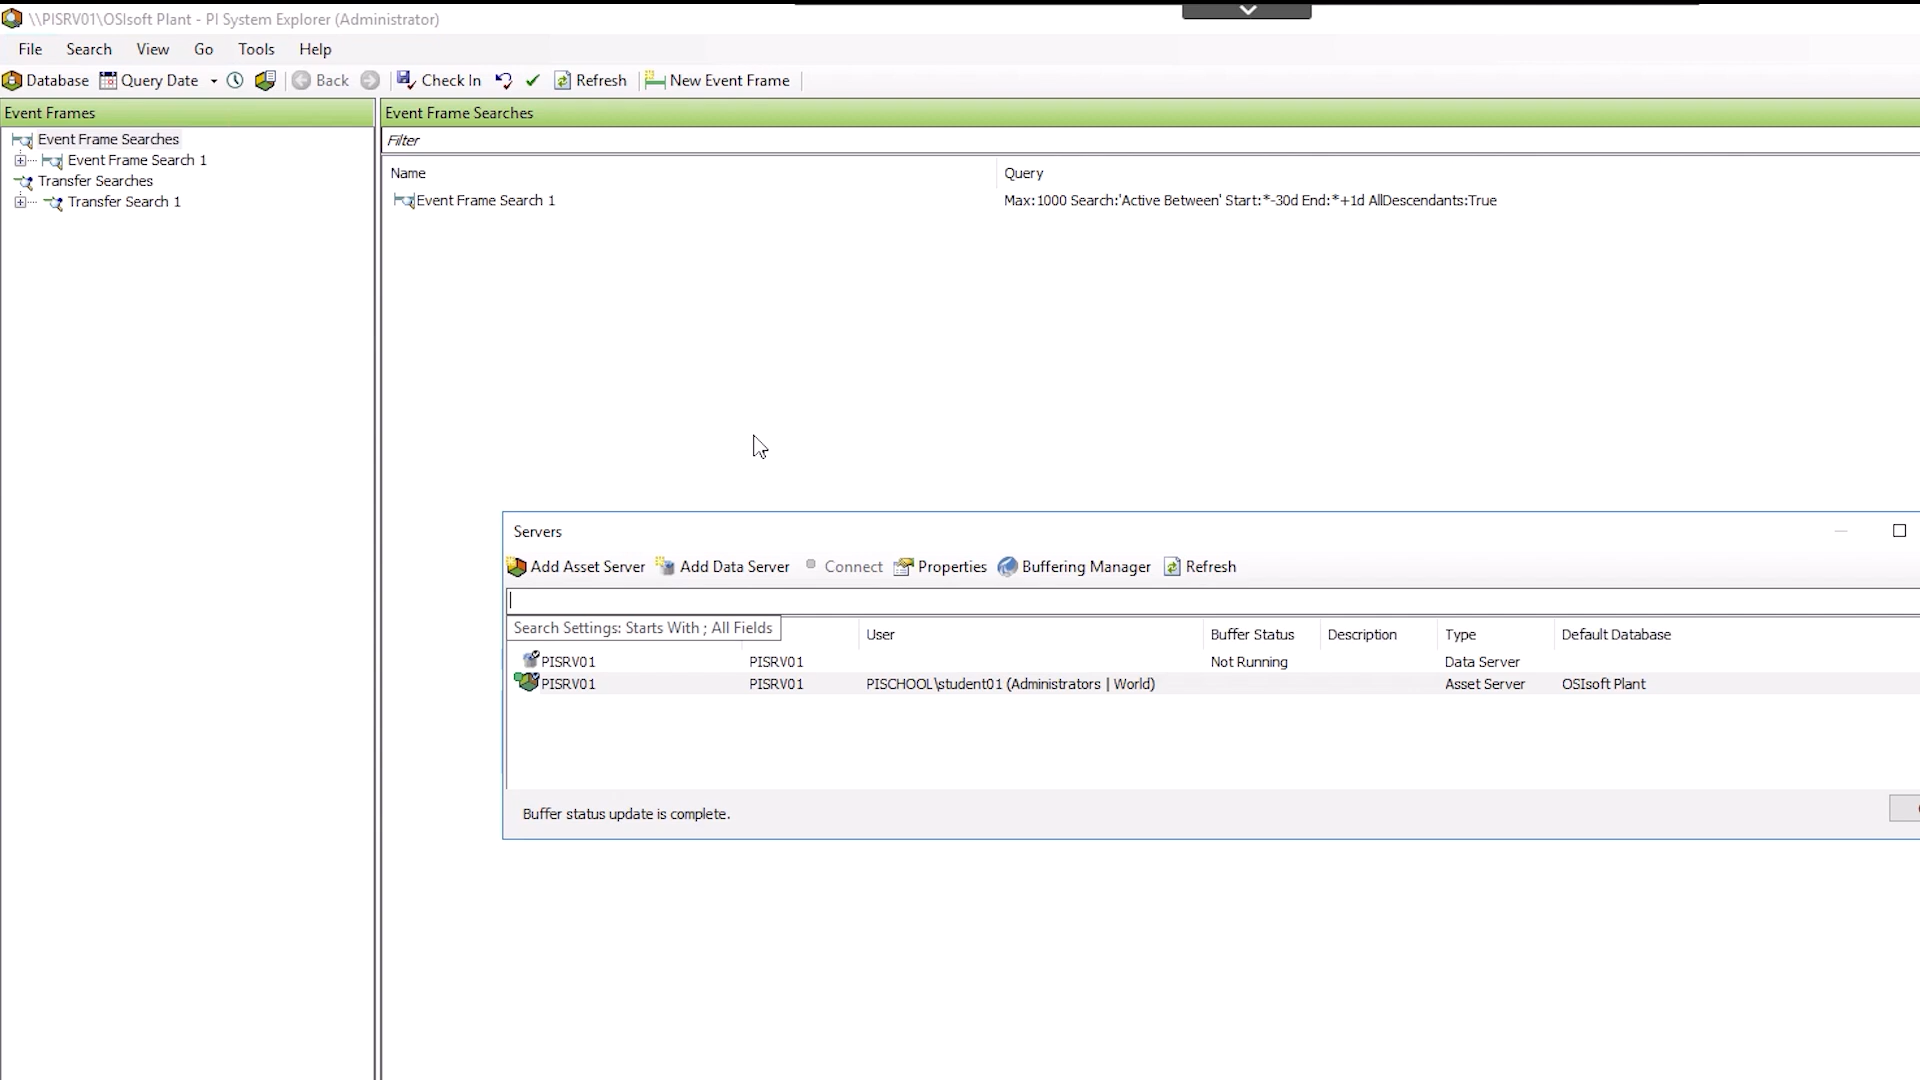 \\PISRV01\OSIsoft Plant - PI System Explorer (Administrator)
File Search View Go Tools Help
Database Query Date Back Check In Refresh New Event Frame
Event Frames
Event Frame Searches
Event Frame Search 1
Transfer Searches
Transfer Search 1
Event Frame Searches
Filter
Name Query
Event Frame Search 1 Max:1000 Search:'Active Between' Start:*-30d End:*+1d AllDescendants:True
Servers
Add Asset Server Add Data Server Connect Properties Buffering Manager Refresh
Search Settings: Starts With ; All Fields
User Buffer Status Description Type Default Database
PISRV01 PISRV01 Not Running Data Server
PISRV01 PISRV01 PISCHOOL\student01 (Administrators | World) Asset Server OSIsoft Plant
Buffer status update is complete.